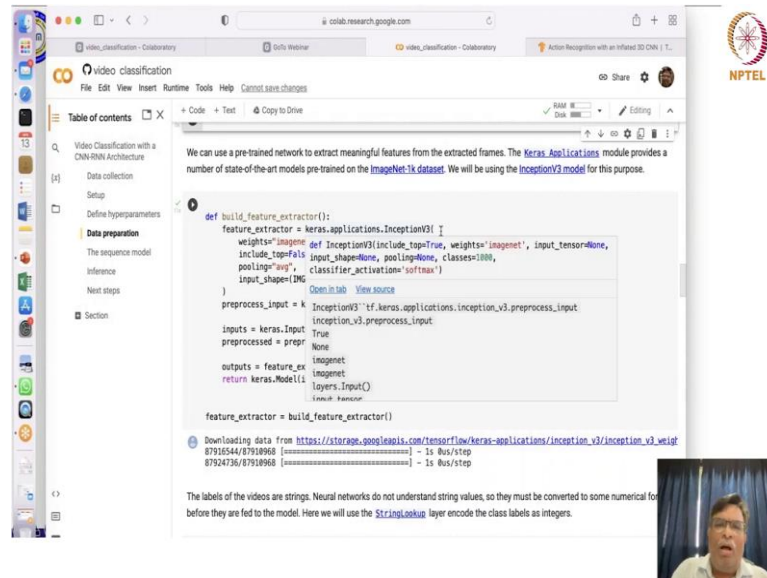 colab.research.google.com
video_classification - Colaboratory
GoTo Webinar
video_classification - Colaboratory
Action Recognition with an Inflated 3D CNN | T...
NPTEL
video classification
File Edit View Insert Runtime Tools Help Cannot save changes
Share
Table of contents
+ Code + Text Copy to Drive
RAM
Disk
Editing
Video Classification with a
CNN-RNN Architecture
Data collection
Setup
Define hyperparameters
Data preparation
The sequence model
Inference
Next steps
Section
{x}
13
We can use a pre-trained network to extract meaningful features from the extracted frames. The Keras Applications module provides a
number of state-of-the-art models pre-trained on the ImageNet-1k dataset. We will be using the InceptionV3 model for this purpose.
def build_feature_extractor():
feature_extractor = keras.applications.InceptionV3(
weights="imagene
include_top=Fals
pooling="avg",
input_shape=(IMG
)
def InceptionV3(include_top=True, weights='imagenet', input_tensor=None,
input_shape=None, pooling=None, classes=1000,
classifier_activation='softmax')
Open in tab View source
InceptionV3``tf.keras.applications.inception_v3.preprocess_input
inception_v3.preprocess_input
True
None
imagenet
imagenet
layers.Input()
input_tensor
preprocess_input = k
inputs = keras.Input
preprocessed = prepr
outputs = feature_ex
return keras.Model(i
feature_extractor = build_feature_extractor()
Downloading data from https://storage.googleapis.com/tensorflow/keras-applications/inception_v3/inception_v3_weigh
87916544/87910968 [==============================] - 1s 0us/step
87924736/87910968 [==============================] - 1s 0us/step
The labels of the videos are strings. Neural networks do not understand string values, so they must be converted to some numerical for
before they are fed to the model. Here we will use the StringLookup layer encode the class labels as integers.